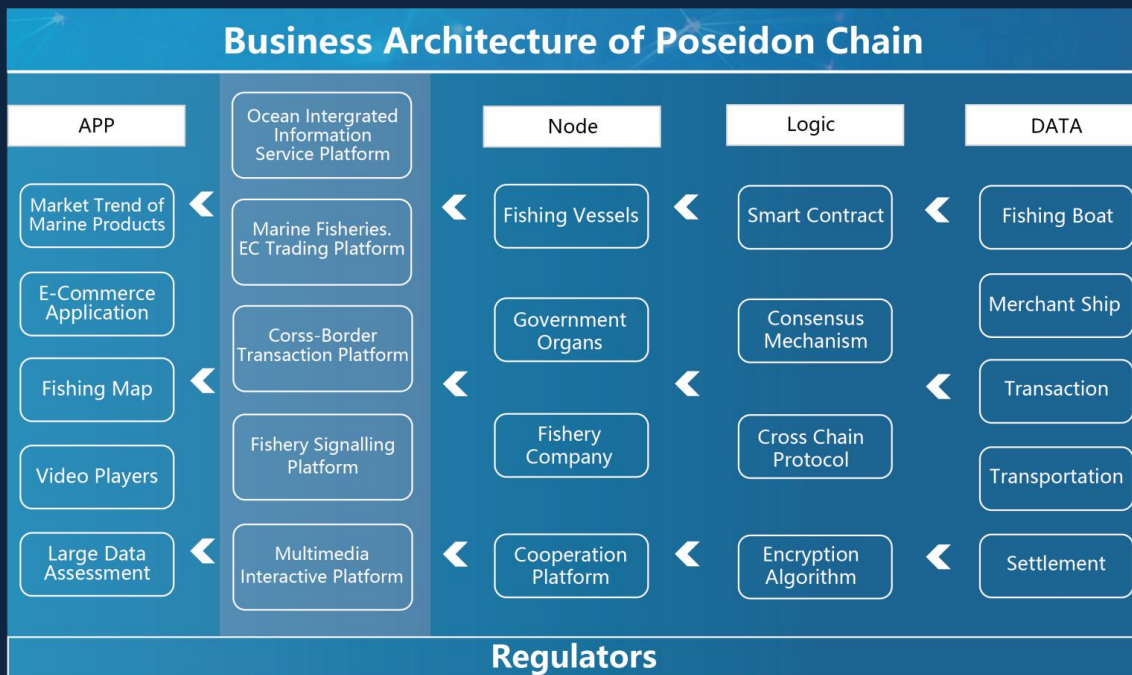 Business Architecture of Poseidon Chain
APP
Market Trend of
Marine Products
E-Commerce
Application
Fishing Map
Video Players
Large Data
Assessment
Ocean Intergrated
Information
Service Platform
Marine Fisheries.
EC Trading Platform
Corss-Border
Transaction Platform
Fishery Signalling
Platform
Multimedia
Interactive Platform
Node
Fishing Vessels
Government
Organs
Fishery
Company
Cooperation
Platform
Logic
Smart Contract
Consensus
Mechanism
Cross Chain
Protocol
Encryption
Algorithm
DATA
Fishing Boat
Merchant Ship
Transaction
Transportation
Settlement
Regulators